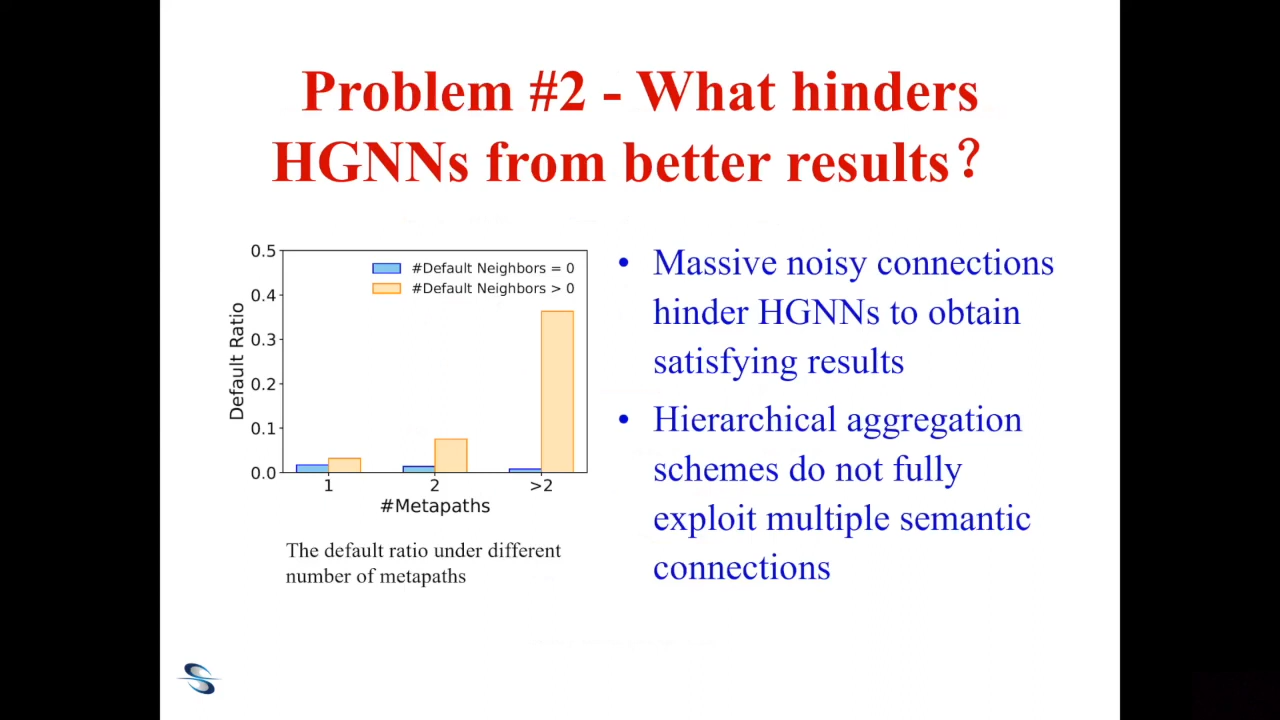 Problem #2 - What hinders
HGNNs from better results？
0.5
0.4
0.3
0.2
0.1
0.0
Default Ratio
#Default Neighbors = 0
#Default Neighbors > 0
1
2
>2
#Metapaths
The default ratio under different
number of metapaths
• Massive noisy connections
hinder HGNNs to obtain
satisfying results
• Hierarchical aggregation
schemes do not fully
exploit multiple semantic
connections